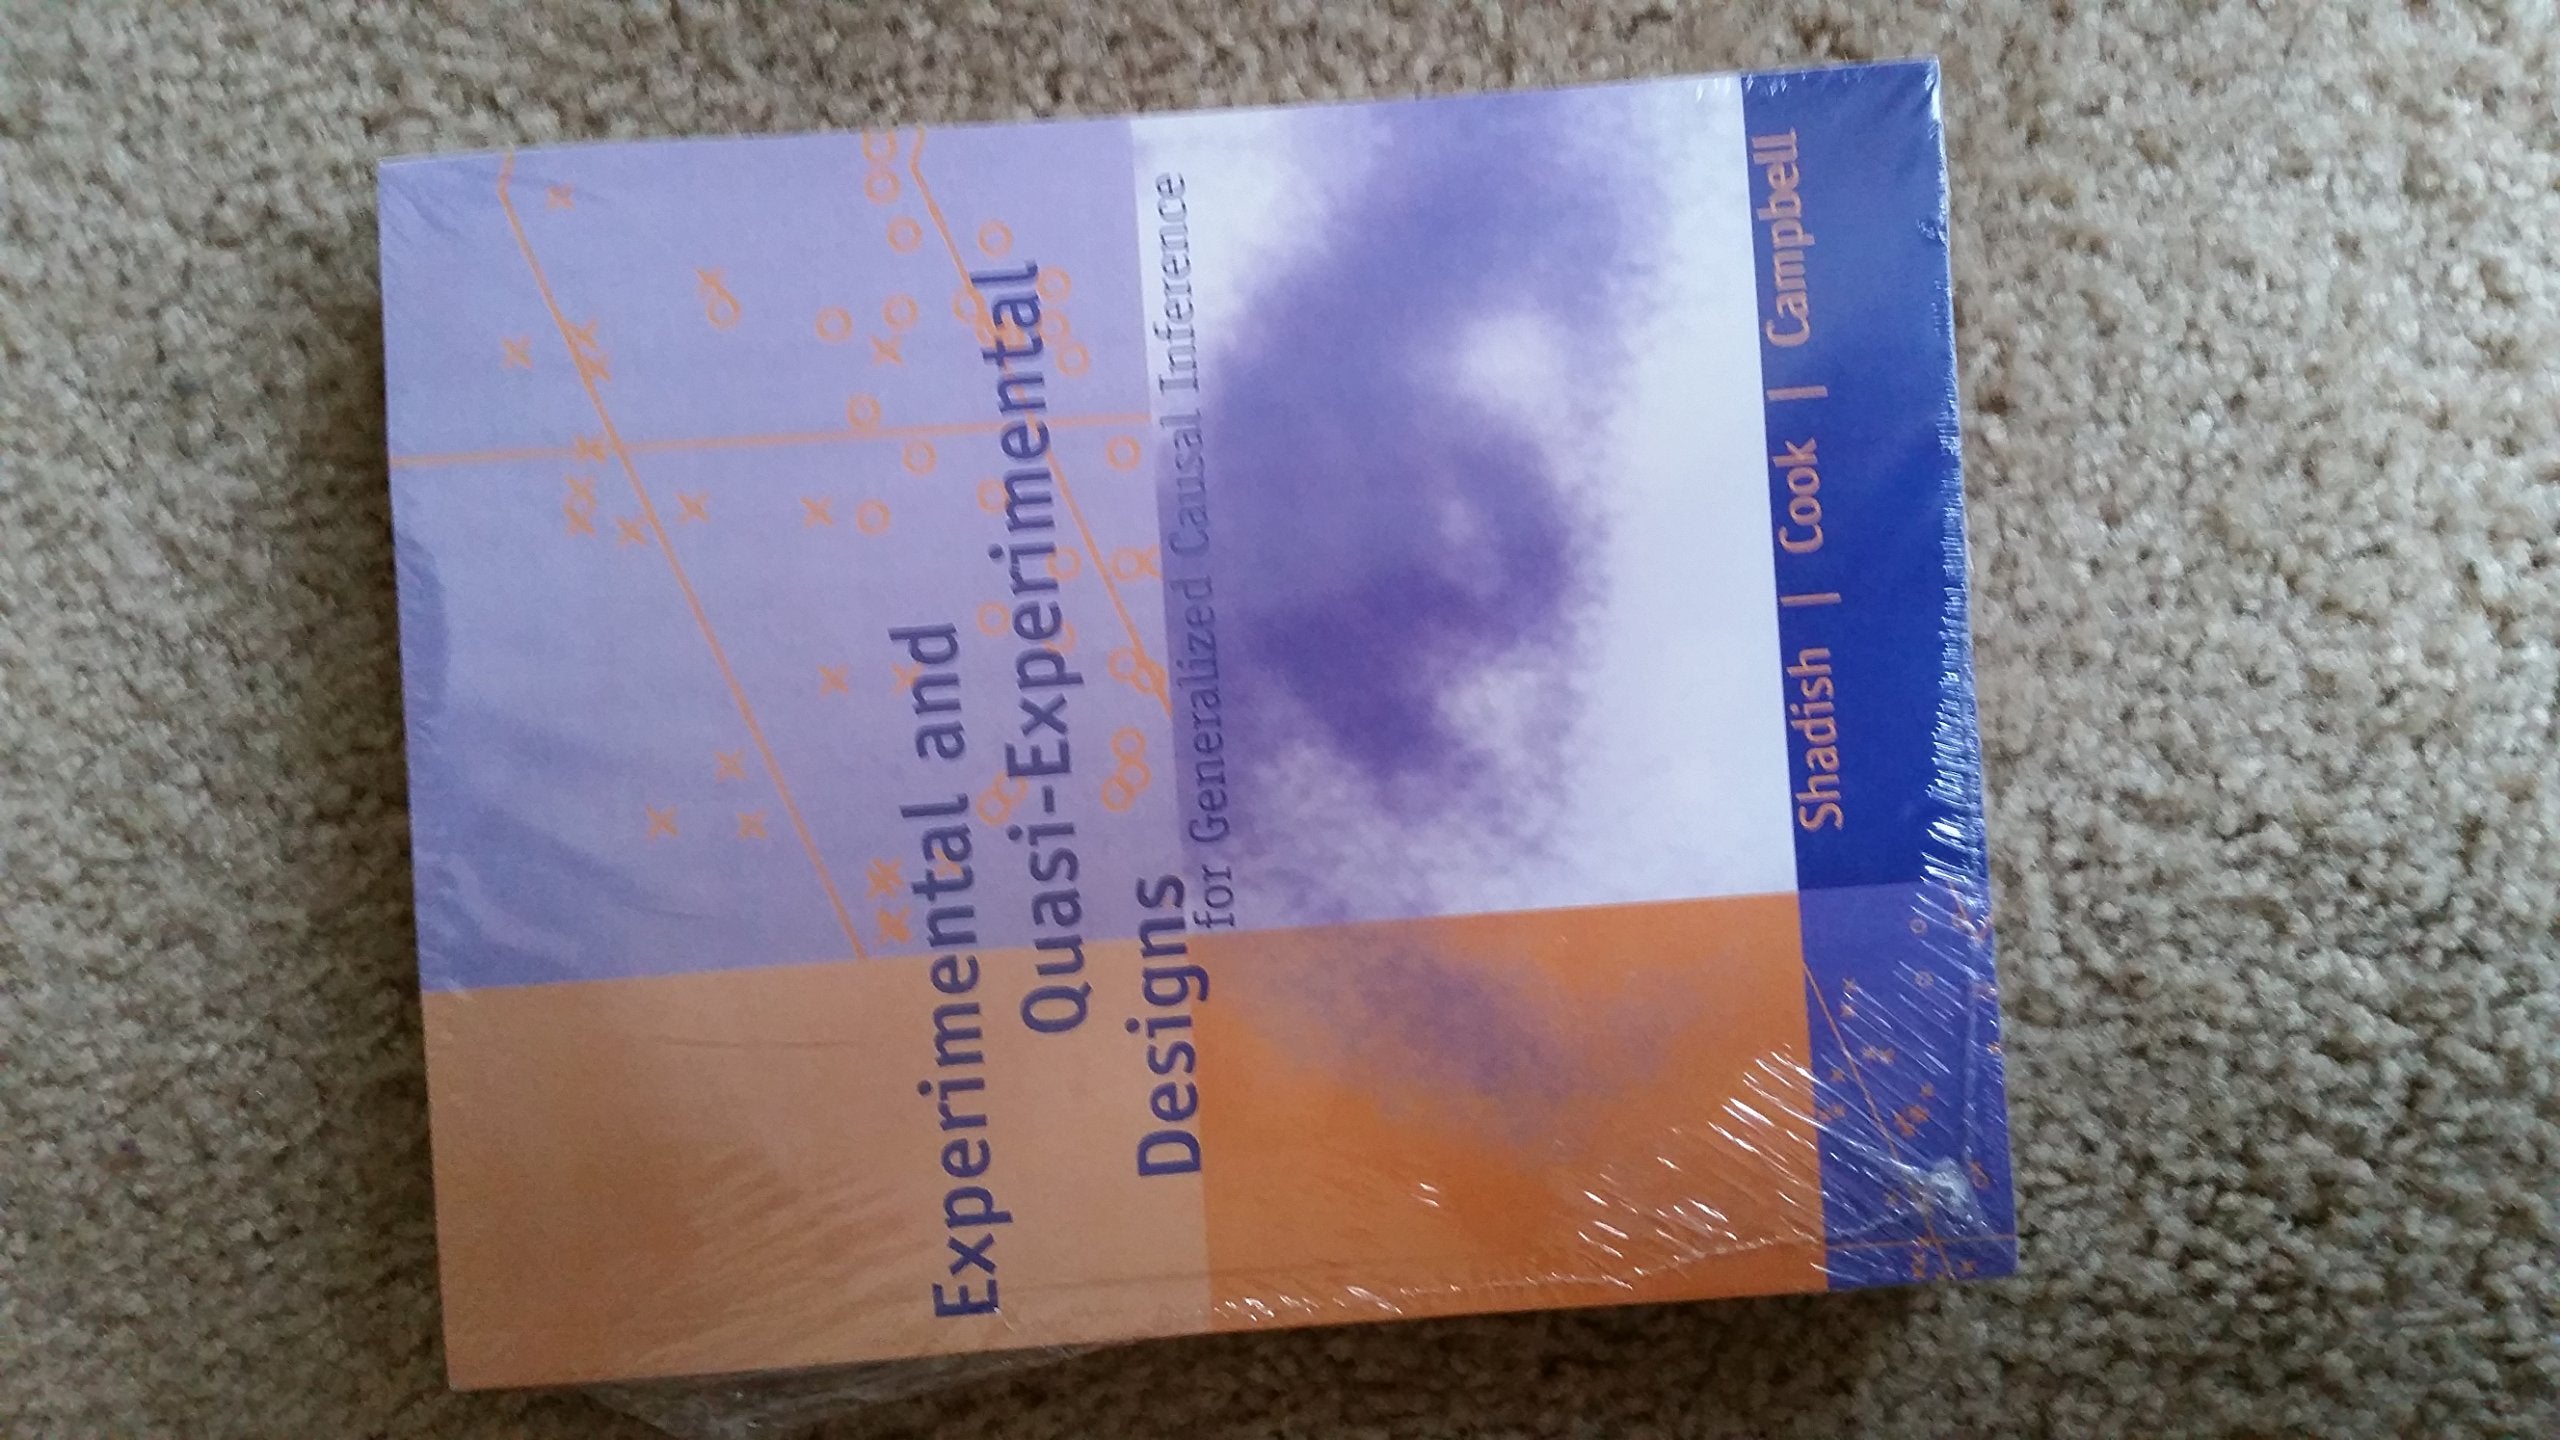 Experimental and
Quasi-Experimental
Designs
for Generalized Causal Inference
Shadish | Cook | Campbell